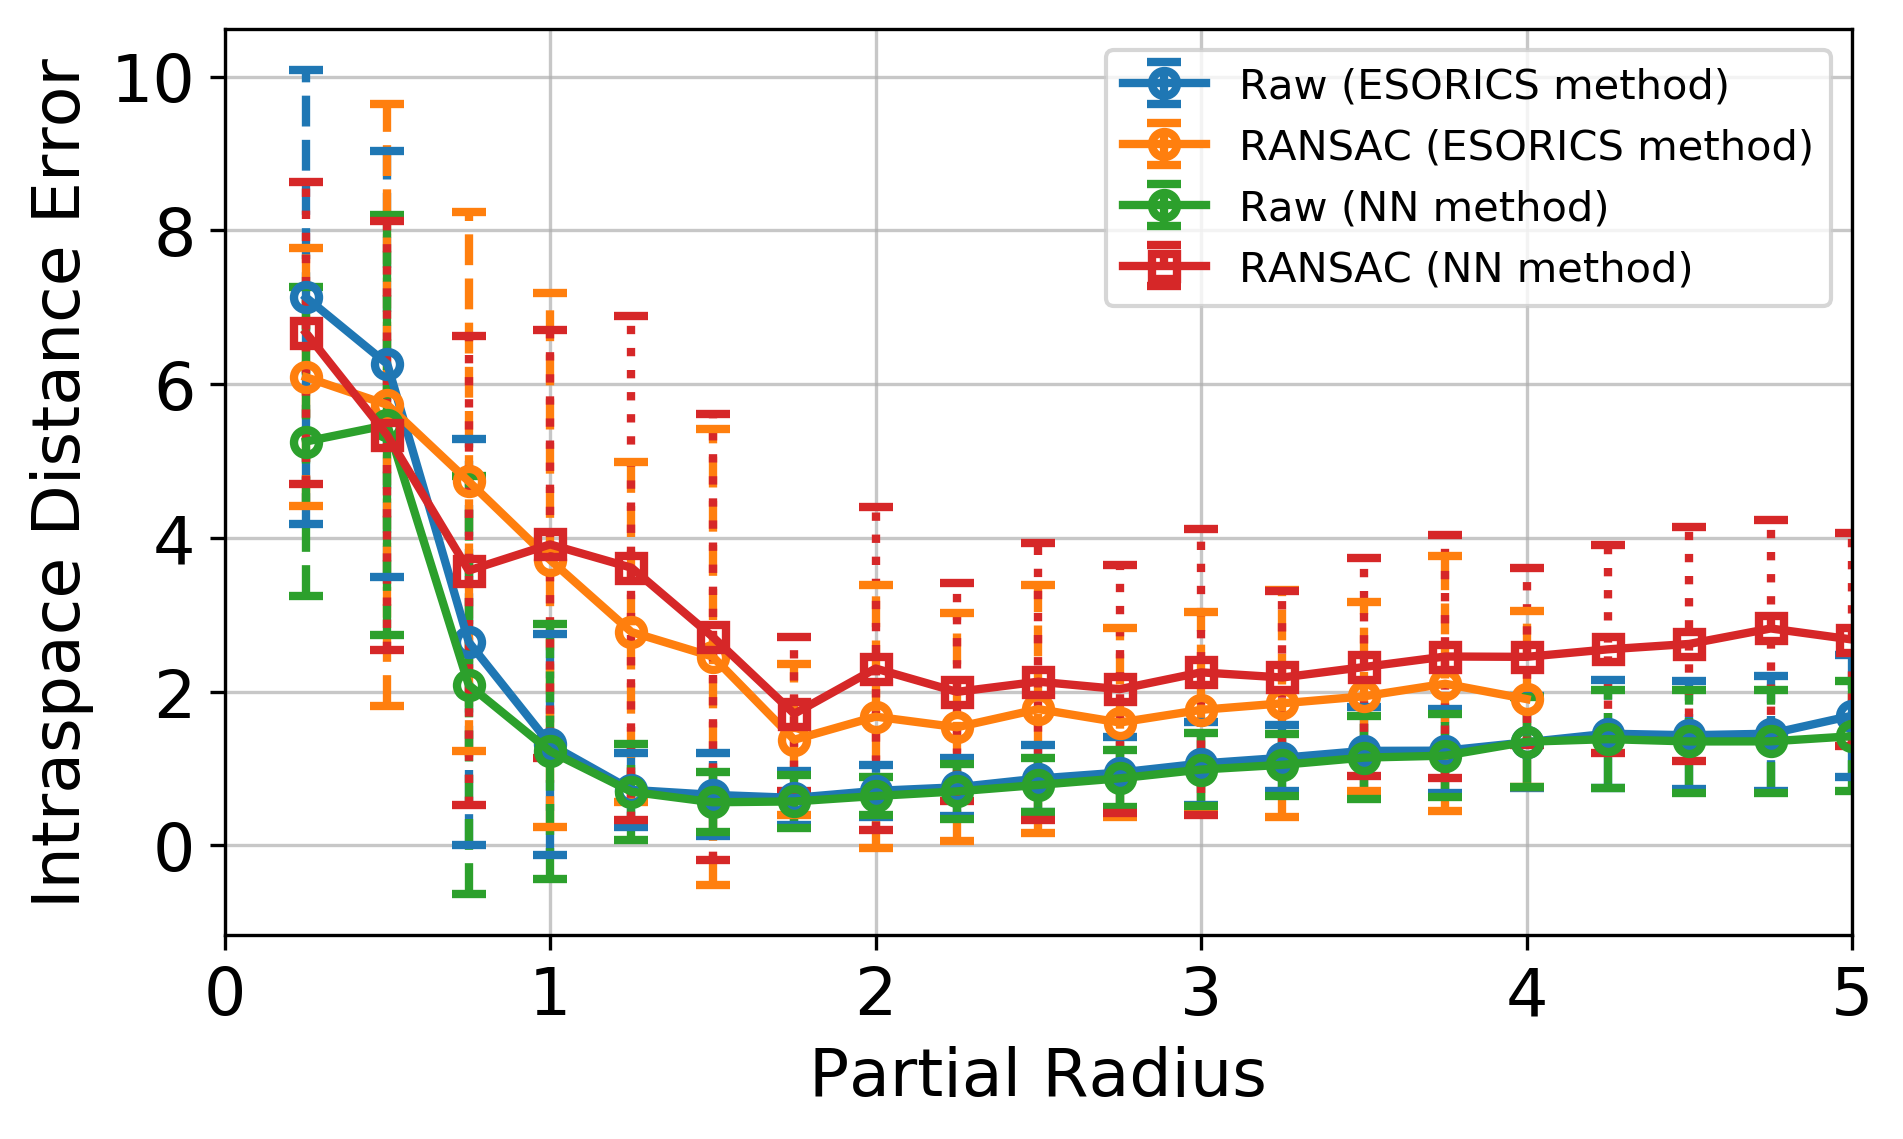 Intraspace Distance Error
10
8
6
4
2
0
Raw (ESORICS method)
RANSAC (ESORICS method)
Raw (NN method)
RANSAC (NN method)
0 1 2 3 4 5
Partial Radius